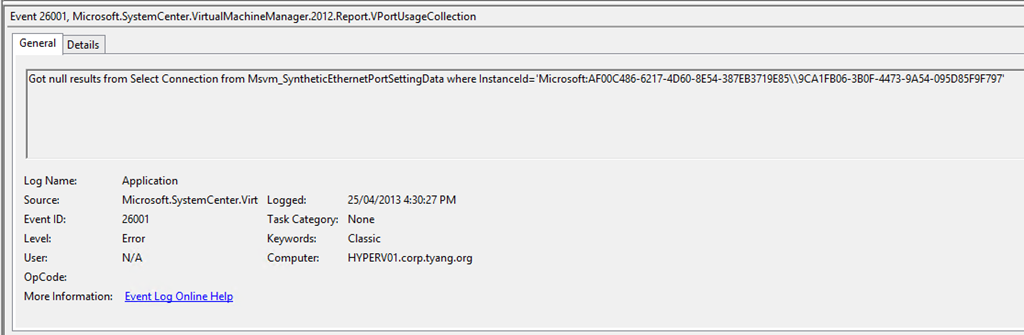 Event 26001, Microsoft.SystemCenter.VirtualMachineManager.2012.Report.VPortUsageCollection
General Details
Got null results from Select Connection from Msvm_SyntheticEthernetPortSettingData where InstanceId='Microsoft:AF00C486-6217-4D60-8E54-387EB3719E85\\9CA1FB06-3B0F-4473-9A54-095D85F9F797'
Log Name: Application
Source: Microsoft.SystemCenter.Virt Logged: 25/04/2013 4:30:27 PM
Event ID: 26001 Task Category: None
Level: Error Keywords: Classic
User: N/A Computer: HYPERV01.corp.tyang.org
OpCode:
More Information: Event Log Online Help